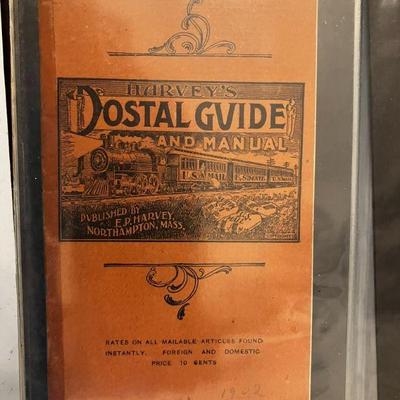 HARVEY'S
POSTAL GUIDE
AND MANUAL
U.S.A. MAIL
PUBLISHED BY
E.P. HARVEY,
NORTHAMPTON, MASS.
RATES ON ALL MAILABLE ARTICLES FOUND
INSTANTLY. FOREIGN AND DOMESTIC
PRICE 10 CENTS
1902